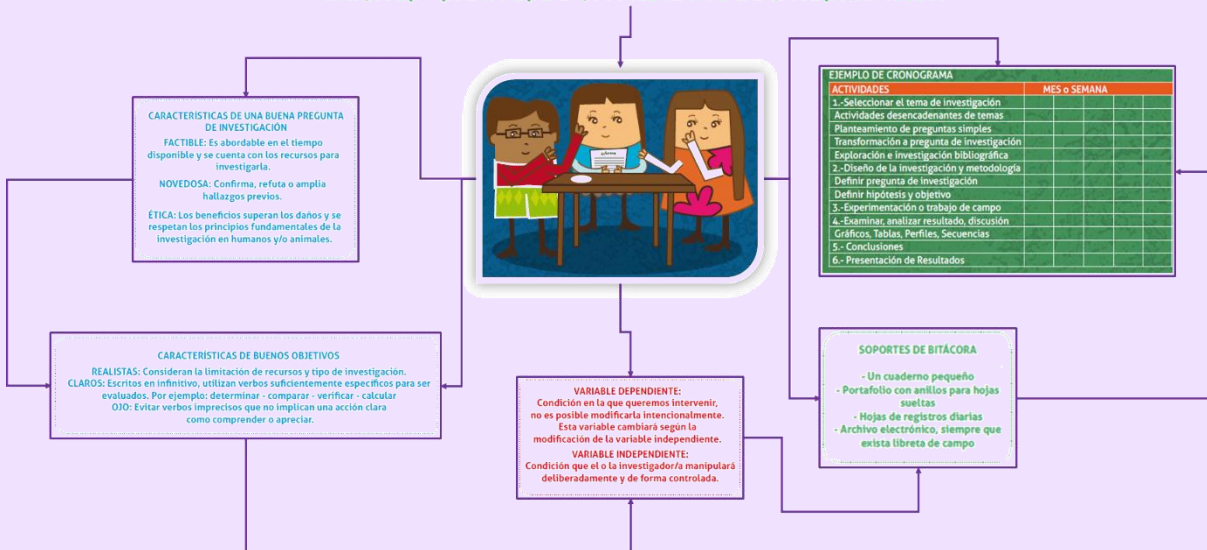 CARACTERÍSTICAS DE UNA BUENA PREGUNTA
DE INVESTIGACIÓN
FACTIBLE: Es abordable en el tiempo
disponible y se cuenta con los recursos para
investigarla.
NOVEDOSA: Confirma, refuta o amplia
hallazgos previos.
ÉTICA: Los beneficios superan los daños y se
respetan los principios fundamentales de la
investigación en humanos y/o animales.
EJEMPLO DE CRONOGRAMA
ACTIVIDADES MES o SEMANA
1.-Seleccionar el tema de investigación
Actividades desencadenantes de temas
Planteamiento de preguntas simples
Transformación a pregunta de investigación
Exploración e investigación bibliográfica
2.-Diseño de la investigación y metodología
Definir pregunta de investigación
Definir hipótesis y objetivo
3.-Experimentación o trabajo de campo
4.-Examinar, analizar resultado, discusión
Gráficos, Tablas, Perfiles, Secuencias
5.- Conclusiones
6.- Presentación de Resultados
CARACTERÍSTICAS DE BUENOS OBJETIVOS
REALISTAS: Consideran la limitación de recursos y tipo de investigación.
CLAROS: Escritos en infinitivo, utilizan verbos suficientemente específicos para ser
evaluados. Por ejemplo: determinar - comparar - verificar - calcular
OJO: Evitar verbos imprecisos que no implican una acción clara
como comprender o apreciar.
VARIABLE DEPENDIENTE:
Condición en la que queremos intervenir,
no es posible modificarla intencionalmente.
Esta variable cambiará según la
modificación de la variable independiente.
VARIABLE INDEPENDIENTE:
Condición que el o la investigador/a manipulará
deliberadamente y de forma controlada.
SOPORTES DE BITÁCORA
- Un cuaderno pequeño
- Portafolio con anillos para hojas
sueltas
- Hojas de registros diarias
- Archivo electrónico, siempre que
exista libreta de campo